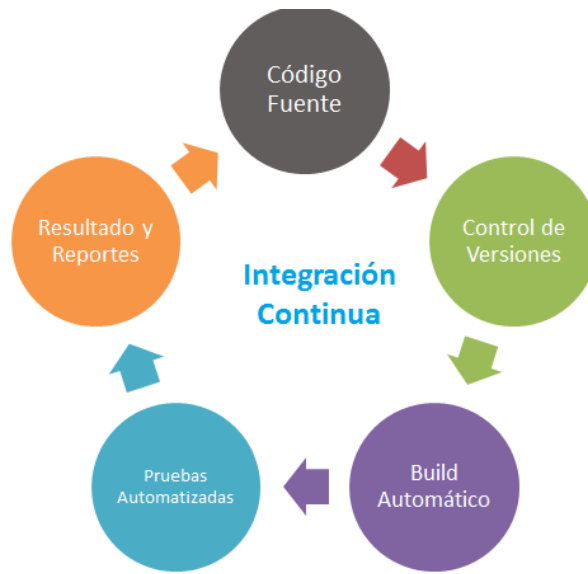 Código
Fuente
Control de
Versiones
Build
Automático
Pruebas
Automatizadas
Resultado y
Reportes
Integración
Continua